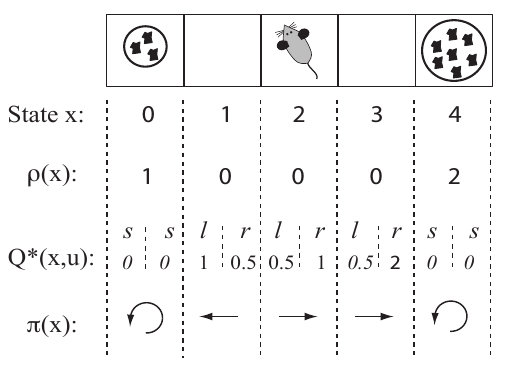 State x: 0 1 2 3 4
ρ(x): 1 0 0 0 2
s s l r l r l r s s
Q*(x,u): 0 0 1 0.5 0.5 1 0.5 2 0 0
π(x):